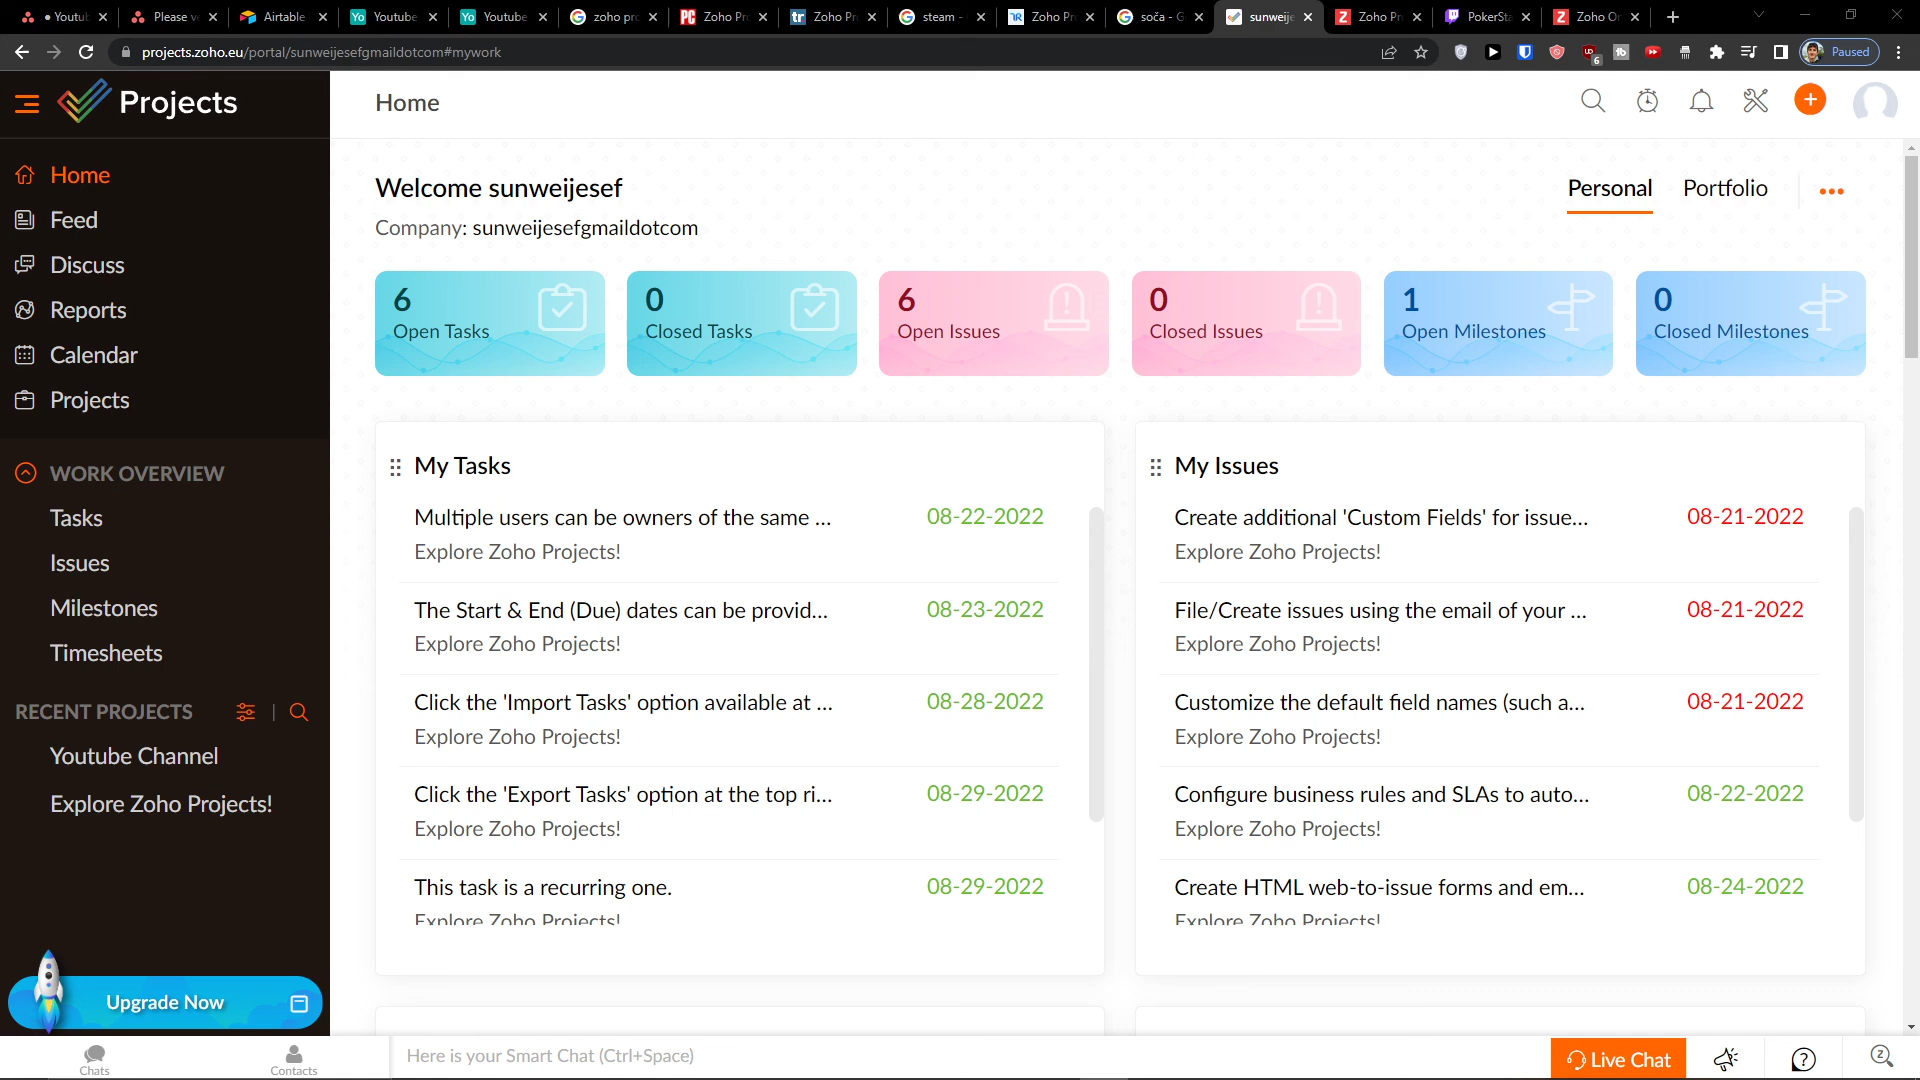 Youtu
Please v
Airtable
Youtube
Youtube
zoho pro
Zoho Pr
Zoho Pr
steam -
Zoho Pr
soča - G
sunweije
Zoho Pr
PokerSta
Zoho Or
projects.zoho.eu/portal/sunweijesefgmaildotcom#mywork
Paused
Projects
Home
Home
Feed
Discuss
Reports
Calendar
Projects
WORK OVERVIEW
Tasks
Issues
Milestones
Timesheets
RECENT PROJECTS
Youtube Channel
Explore Zoho Projects!
Upgrade Now
Welcome sunweijesef
Company: sunweijesefgmaildotcom
Personal
Portfolio
6
Open Tasks
0
Closed Tasks
6
Open Issues
0
Closed Issues
1
Open Milestones
0
Closed Milestones
My Tasks
Multiple users can be owners of the same ... 08-22-2022
Explore Zoho Projects!
The Start & End (Due) dates can be provid... 08-23-2022
Explore Zoho Projects!
Click the 'Import Tasks' option available at ... 08-28-2022
Explore Zoho Projects!
Click the 'Export Tasks' option at the top ri... 08-29-2022
Explore Zoho Projects!
This task is a recurring one. 08-29-2022
Explore Zoho Projects!
My Issues
Create additional 'Custom Fields' for issue... 08-21-2022
Explore Zoho Projects!
File/Create issues using the email of your ... 08-21-2022
Explore Zoho Projects!
Customize the default field names (such a... 08-21-2022
Explore Zoho Projects!
Configure business rules and SLAs to auto... 08-22-2022
Explore Zoho Projects!
Create HTML web-to-issue forms and em... 08-24-2022
Explore Zoho Projects!
Chats
Contacts
Here is your Smart Chat (Ctrl+Space)
Live Chat